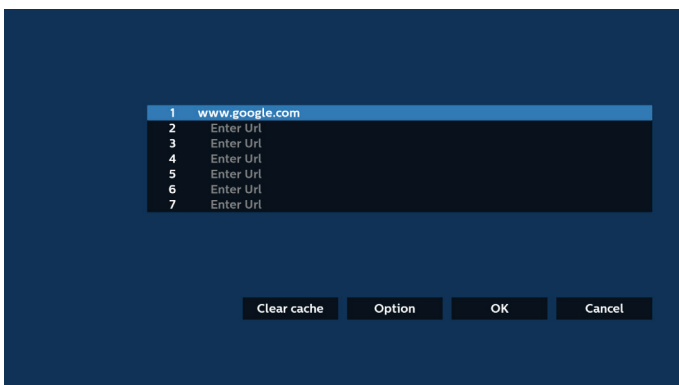 1 www.google.com
2 Enter Url
3 Enter Url
4 Enter Url
5 Enter Url
6 Enter Url
7 Enter Url
Clear cache Option OK Cancel